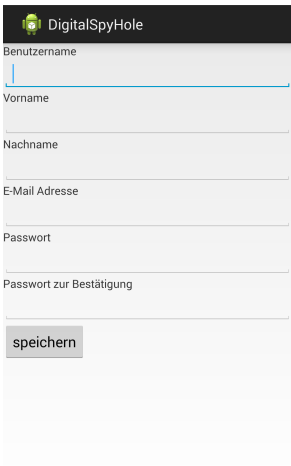 DigitalSpyHole
Benutzername
Vorname
Nachname
E-Mail Adresse
Passwort
Passwort zur Bestätigung
speichern